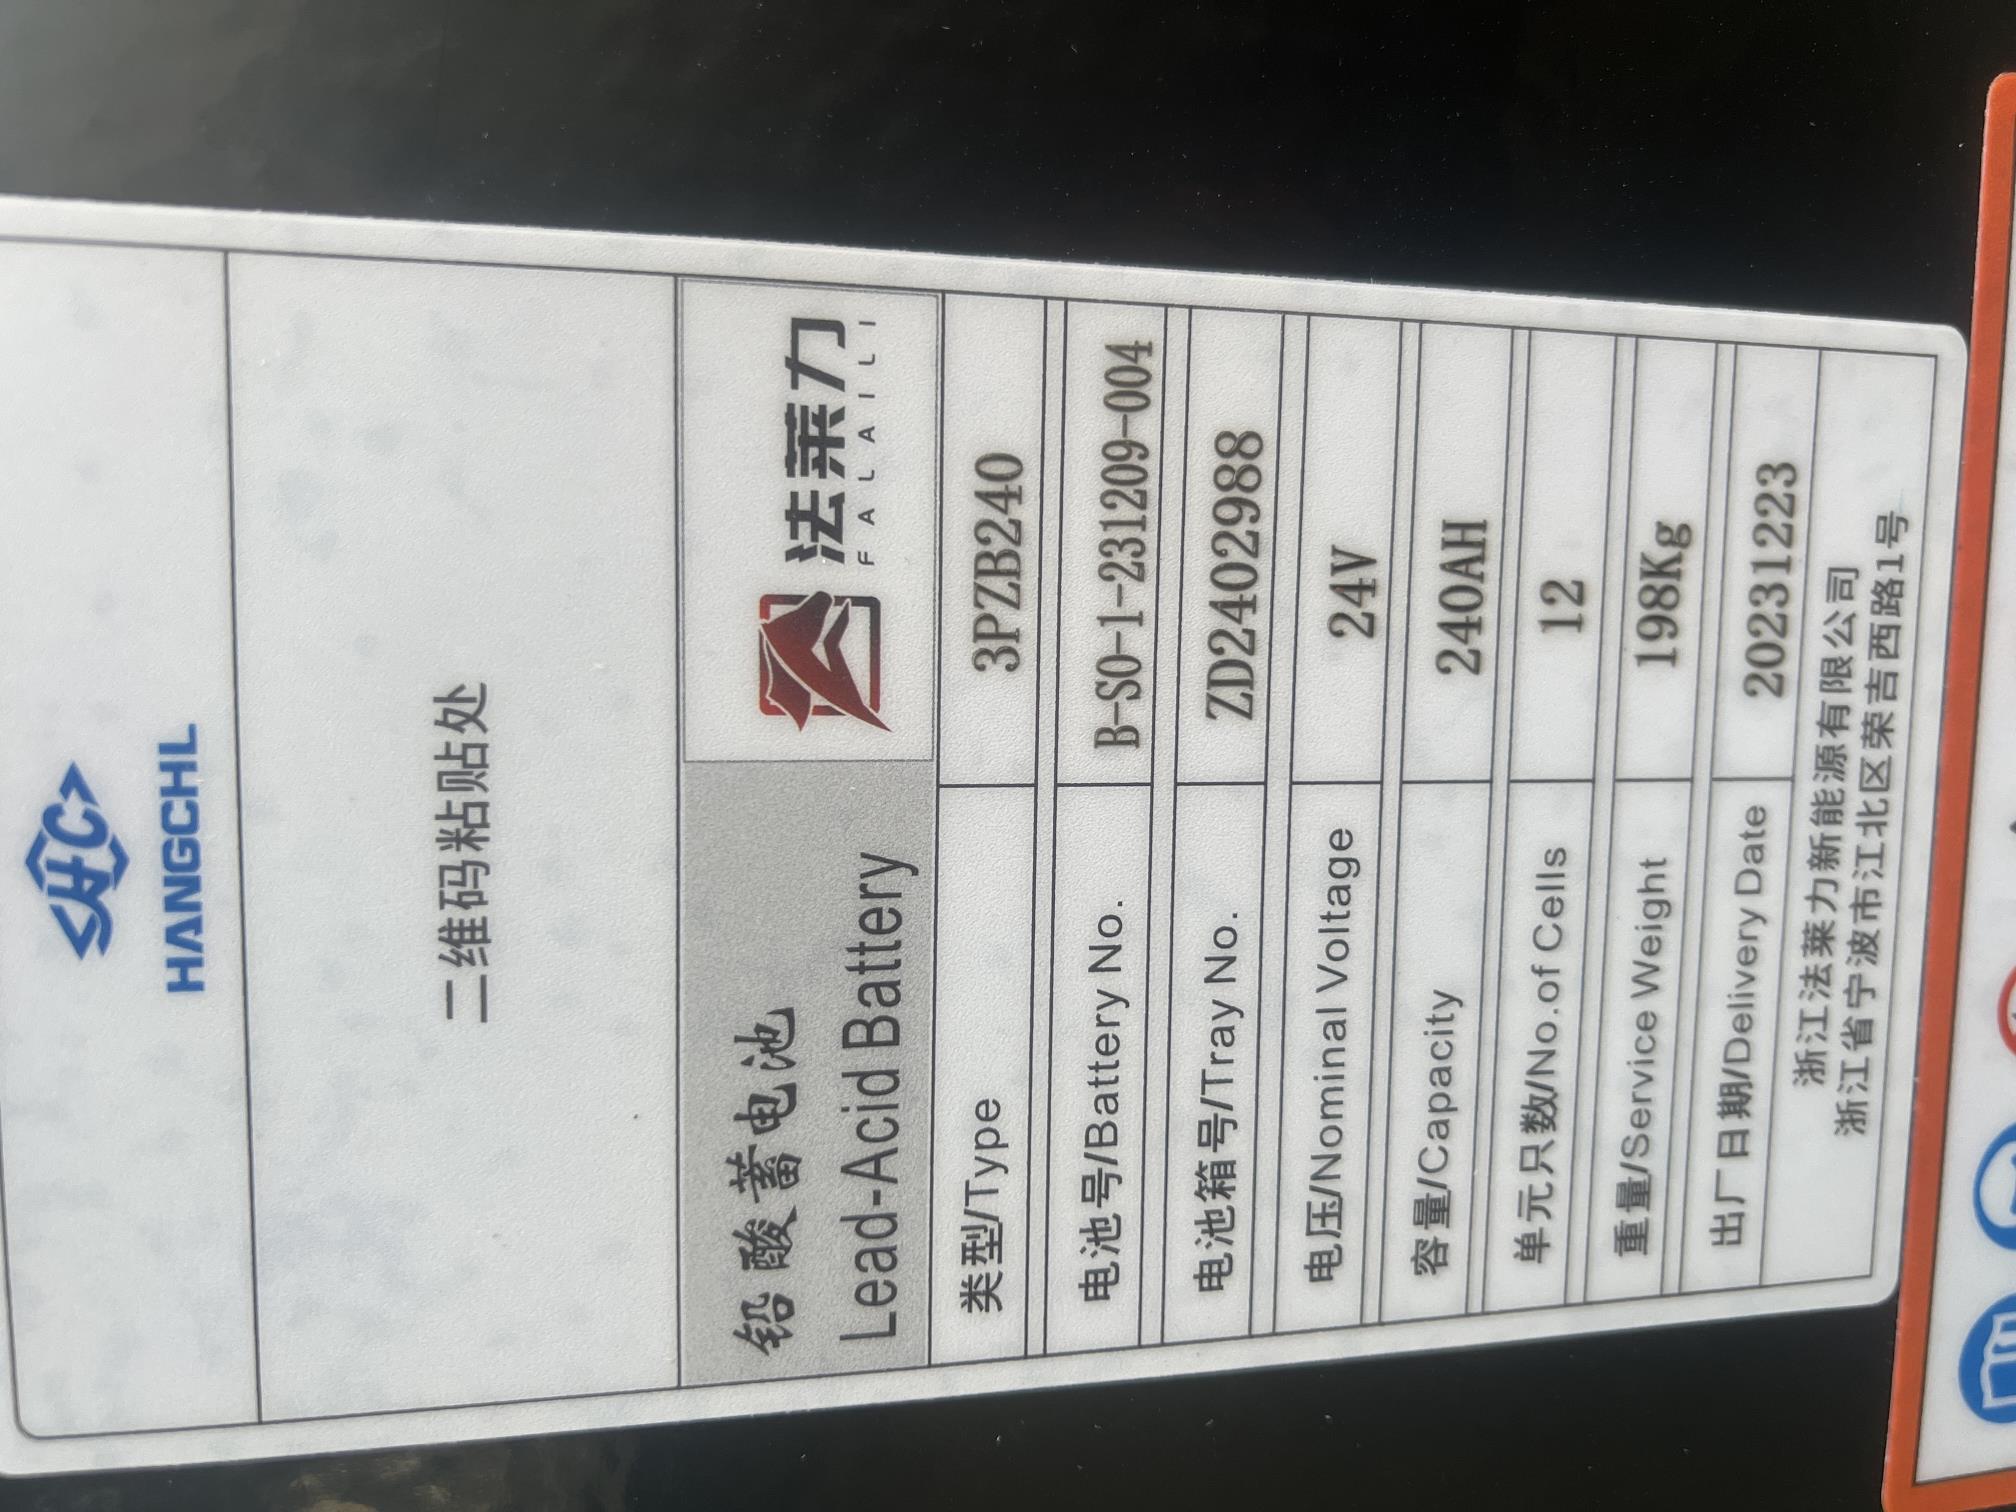 HC
HANGCHL
二维码粘贴处
铅酸蓄电池
Lead-Acid Battery
法莱力
FALAILI
类型/Type 3PZB240
电池号/Battery No. B-SO-1-231209-004
电池箱号/Tray No. ZD2402988
电压/Nominal Voltage 24V
容量/Capacity 240AH
单元只数/No.of Cells 12
重量/Service Weight 198Kg
出厂日期/Delivery Date 20231223
浙江法莱力新能源有限公司
浙江省宁波市江北区荣吉西路1号